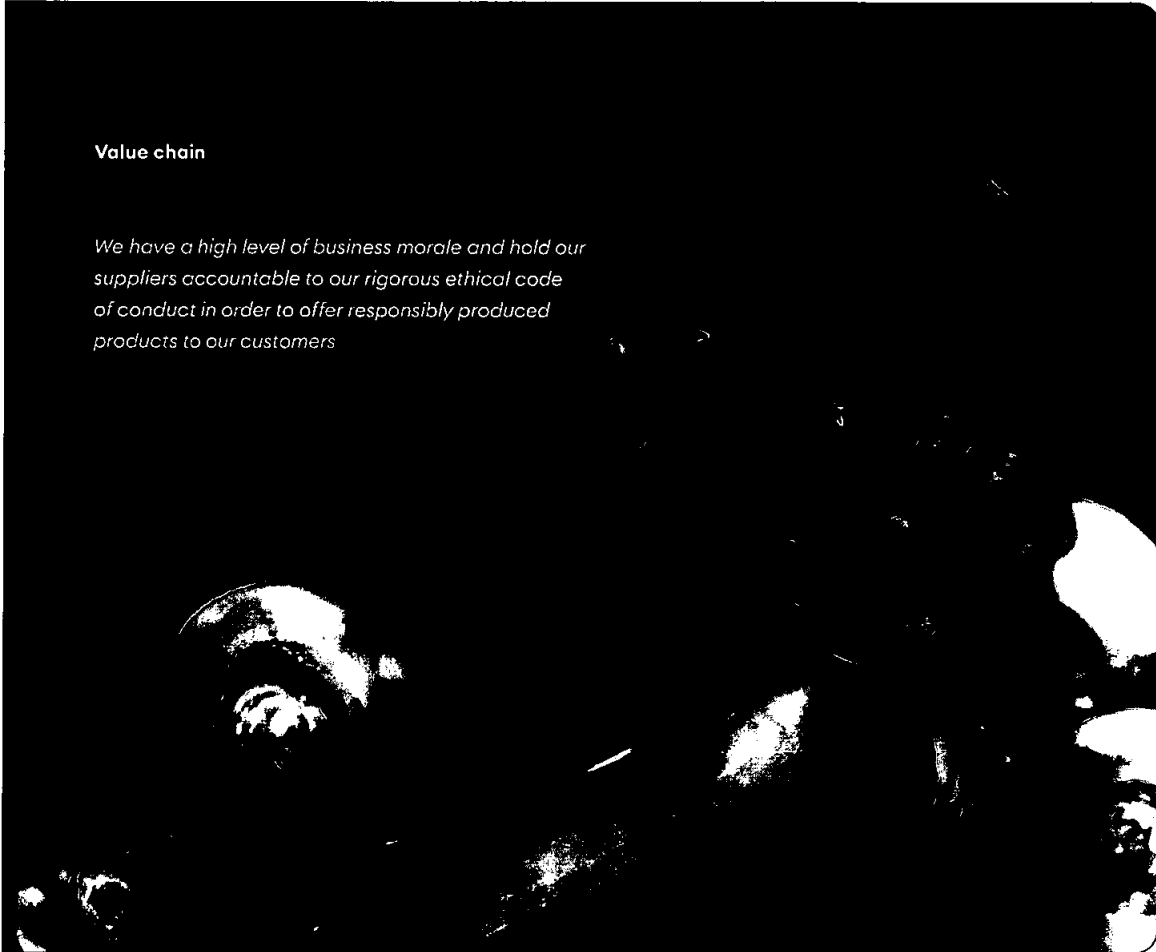 Value chain
We have a high level of business morale and hold our
suppliers accountable to our rigorous ethical code
of conduct in order to offer responsibly produced
products to our customers